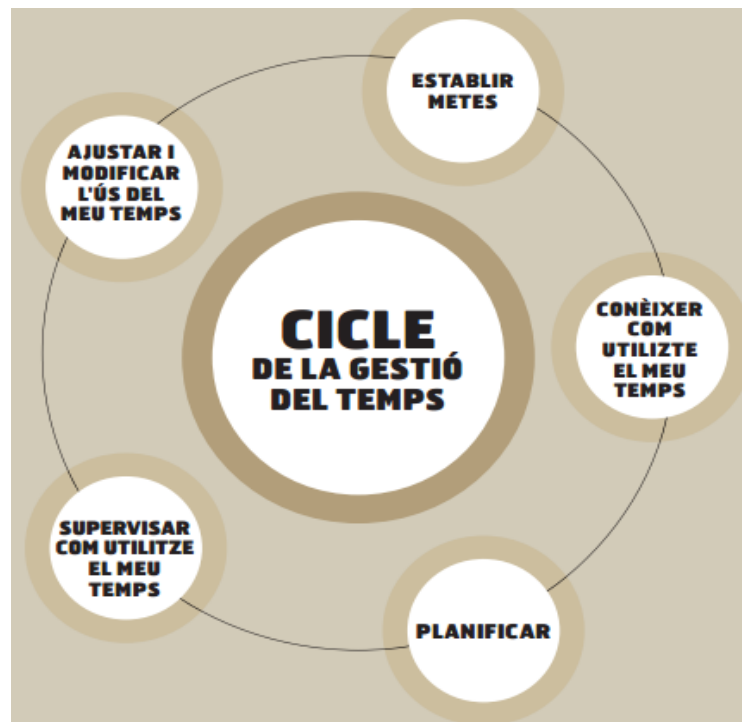 ESTABLIR
METES
AJUSTAR I
MODIFICAR
L'ÚS DEL
MEU TEMPS
CONÈIXER
COM
UTILIZTE
EL MEU
TEMPS
CICLE
DE LA GESTIÓ
DEL TEMPS
SUPERVISAR
COM UTILITZE
EL MEU
TEMPS
PLANIFICAR